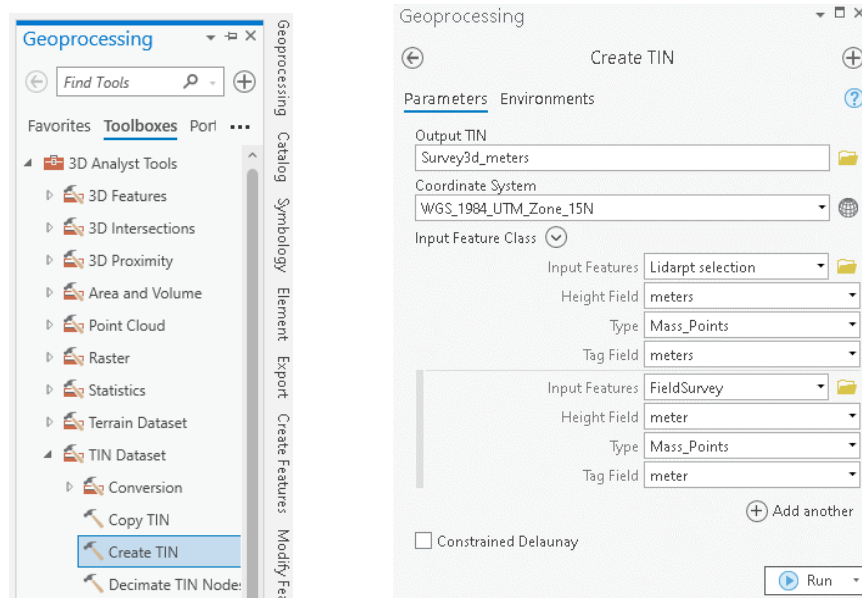 Geoprocessing
Find Tools
Favorites Toolboxes Port ...
3D Analyst Tools
3D Features
3D Intersections
3D Proximity
Area and Volume
Point Cloud
Raster
Statistics
Terrain Dataset
TIN Dataset
Conversion
Copy TIN
Create TIN
Decimate TIN Nodes
Geoprocessing
Catalog
Symbology
Element
Export
Create Features
Modify Fea
Geoprocessing
Create TIN
Parameters Environments
Output TIN
Survey3d_meters
Coordinate System
WGS_1984_UTM_Zone_15N
Input Feature Class
Input Features Lidarpt selection
Height Field meters
Type Mass_Points
Tag Field meters
Input Features FieldSurvey
Height Field meter
Type Mass_Points
Tag Field meter
Add another
Constrained Delaunay
Run